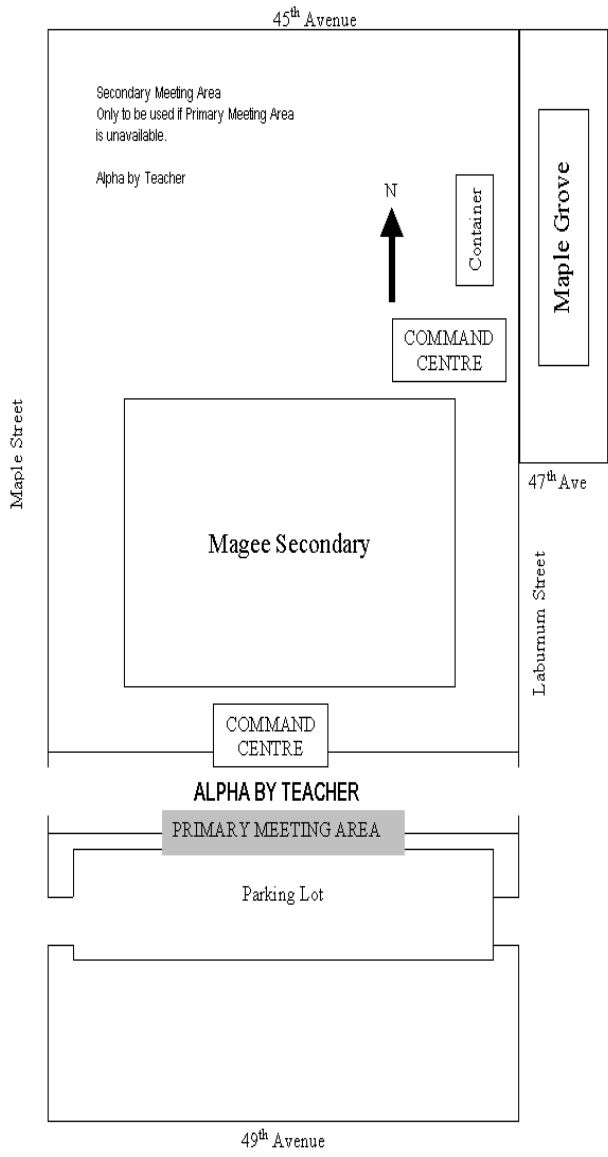 45th Avenue
Secondary Meeting Area
Only to be used if Primary Meeting Area
is unavailable.
Alpha by Teacher
N
Container
Maple Grove
COMMAND
CENTRE
Maple Street
47th Ave
Magee Secondary
Laburnum Street
COMMAND
CENTRE
ALPHA BY TEACHER
PRIMARY MEETING AREA
Parking Lot
49th Avenue